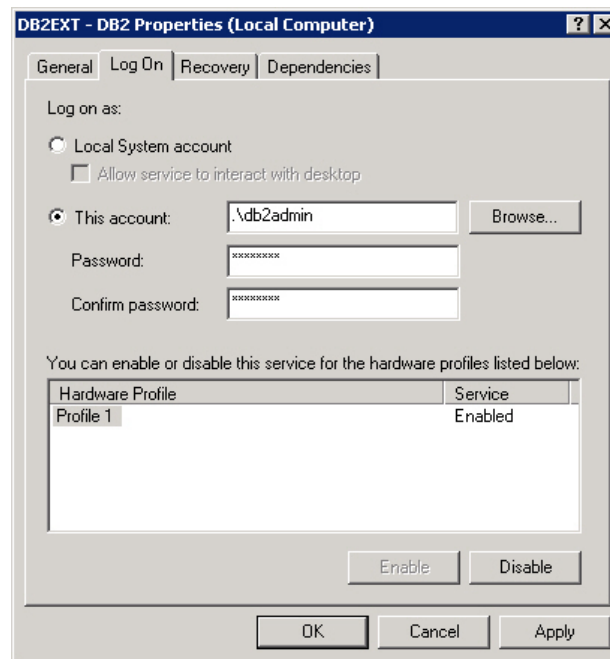 DB2EXT - DB2 Properties (Local Computer)
General Log On Recovery Dependencies
Log on as:
Local System account
Allow service to interact with desktop
This account: .\db2admin Browse...
Password: ********
Confirm password: ********
You can enable or disable this service for the hardware profiles listed below:
Hardware Profile Service
Profile 1 Enabled
Enable Disable
OK Cancel Apply